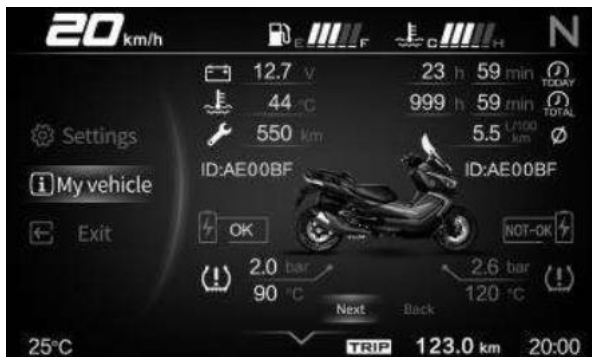 20 km/h E F C H N
12.7 V 23 h 59 min TODAY
44 °C 999 h 59 min TOTAL
Settings 550 km 5.5 L/100 km Ø
My vehicle ID:AE00BF ID:AE00BF
Exit OK NOT-OK
2.0 bar 2.6 bar
90 °C 120 °C
Next Back
25°C TRIP 123.0 km 20:00